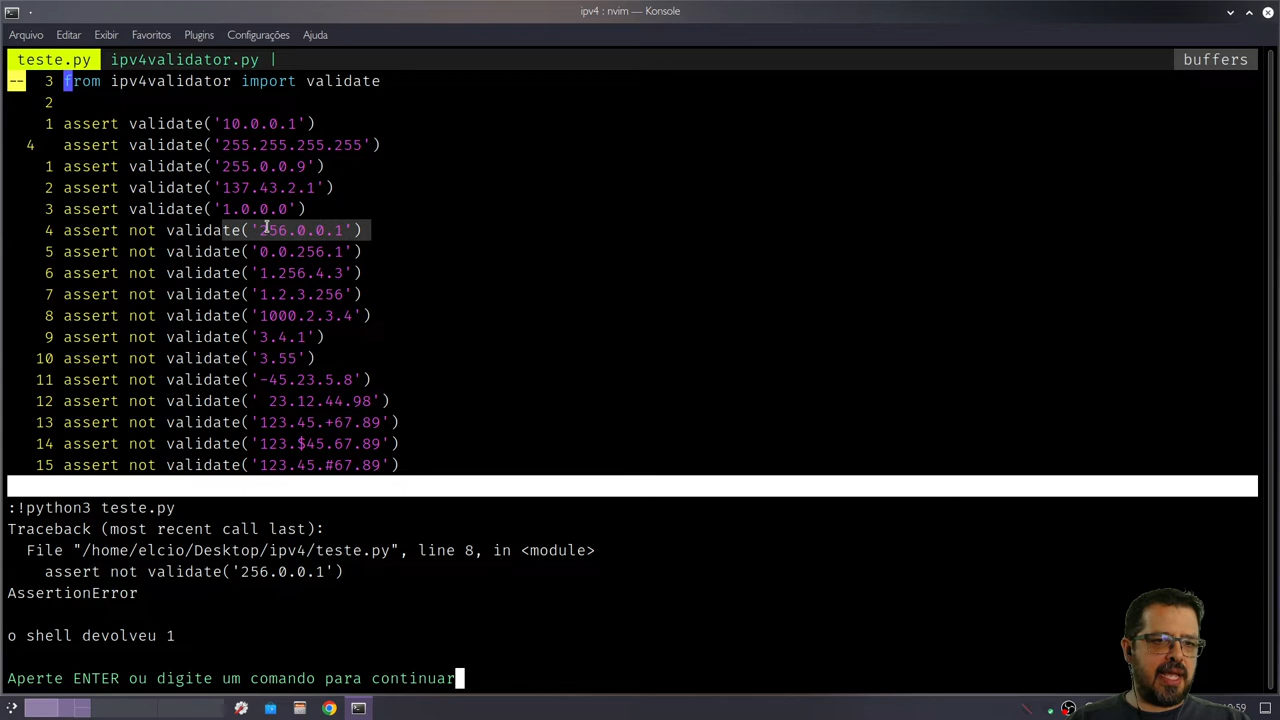 ipv4 : nvim — Konsole
Arquivo Editar Exibir Favoritos Plugins Configurações Ajuda
teste.py ipv4validator.py | buffers
-- 3 from ipv4validator import validate
2
1 assert validate('10.0.0.1')
4 assert validate('255.255.255.255')
1 assert validate('255.0.0.9')
2 assert validate('137.43.2.1')
3 assert validate('1.0.0.0')
4 assert not validate('256.0.0.1')
5 assert not validate('0.0.256.1')
6 assert not validate('1.256.4.3')
7 assert not validate('1.2.3.256')
8 assert not validate('1000.2.3.4')
9 assert not validate('3.4.1')
10 assert not validate('3.55')
11 assert not validate('-45.23.5.8')
12 assert not validate(' 23.12.44.98')
13 assert not validate('123.45.+67.89')
14 assert not validate('123.$45.67.89')
15 assert not validate('123.45.#67.89')
:!python3 teste.py
Traceback (most recent call last):
File "/home/elcio/Desktop/ipv4/teste.py", line 8, in <module>
assert not validate('256.0.0.1')
AssertionError
o shell devolveu 1
Aperte ENTER ou digite um comando para continuar